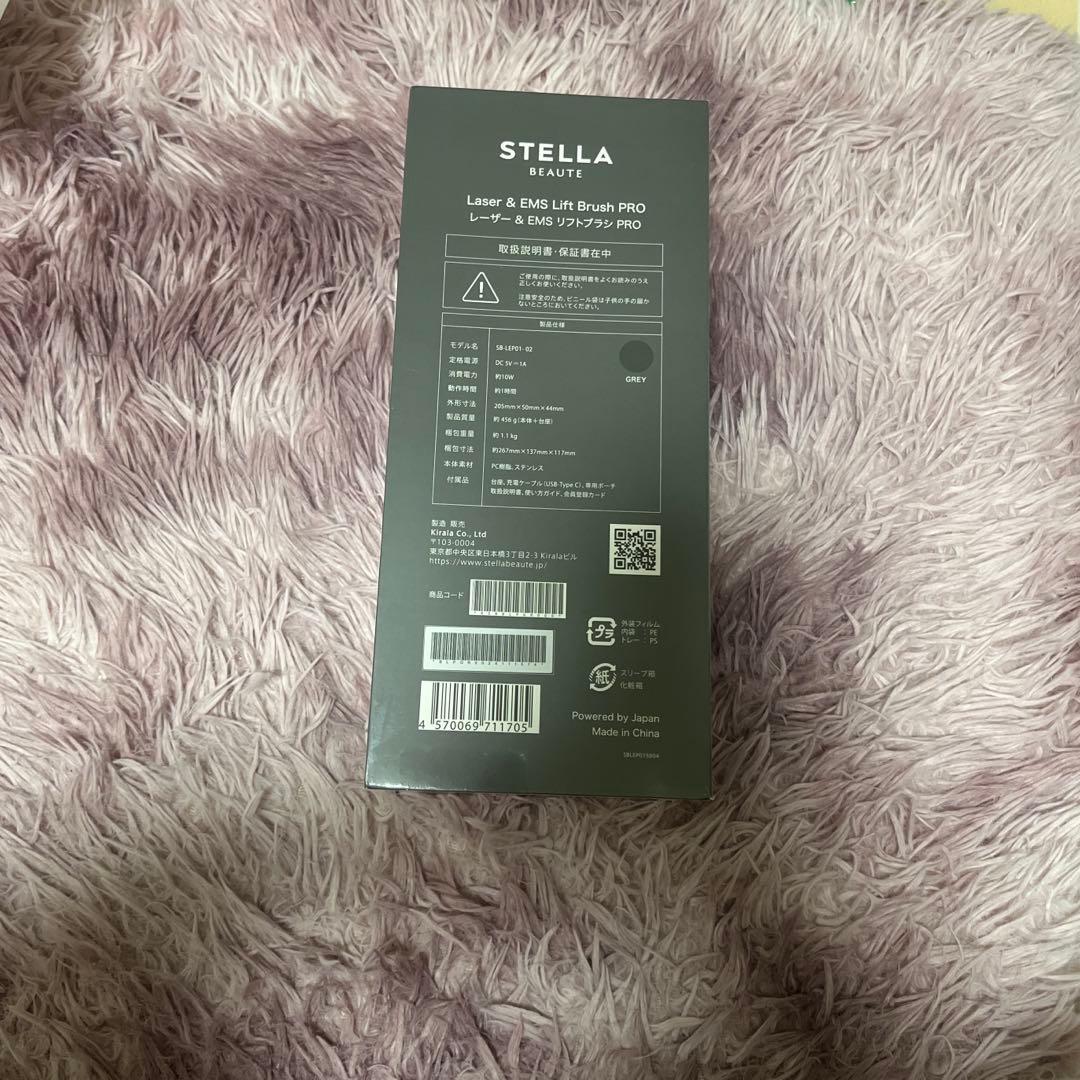 STELLA
BEAUTE
Laser & EMS Lift Brush PRO
レーザー & EMS リフトブラシ PRO
取扱説明書・保証書在中
ご使用の際に、取扱説明書をよくお読みのうえ
正しくお使いください。
注意安全のため、ビニール袋は子供の手の届か
ないところにおいてください。
製品仕様
モデル名 SB-LEP01- 02
定格電源 DC 5V⎓1A
消費電力 約10W
動作時間 約1時間
外形寸法 205mm×50mm×44mm
製品質量 約 456 g (本体+台座)
梱包重量 約 1.1 kg
梱包寸法 約267mm×137mm×117mm
本体素材 PC樹脂、ステンレス
付属品 台座、充電ケーブル(USB-Type C)、専用ポーチ
取扱説明書、使い方ガイド、会員登録カード
GREY
製造 販売
Kirala Co., Ltd
〒103-0004
東京都中央区東日本橋3丁目2-3 Kiralaビル
https://www.stellabeaute.jp/
商品コード
4 570069 711705
プラ
外装フィルム
内袋 : PE
トレー : PS
紙
スリーブ箱
化粧箱
Powered by Japan
Made in China